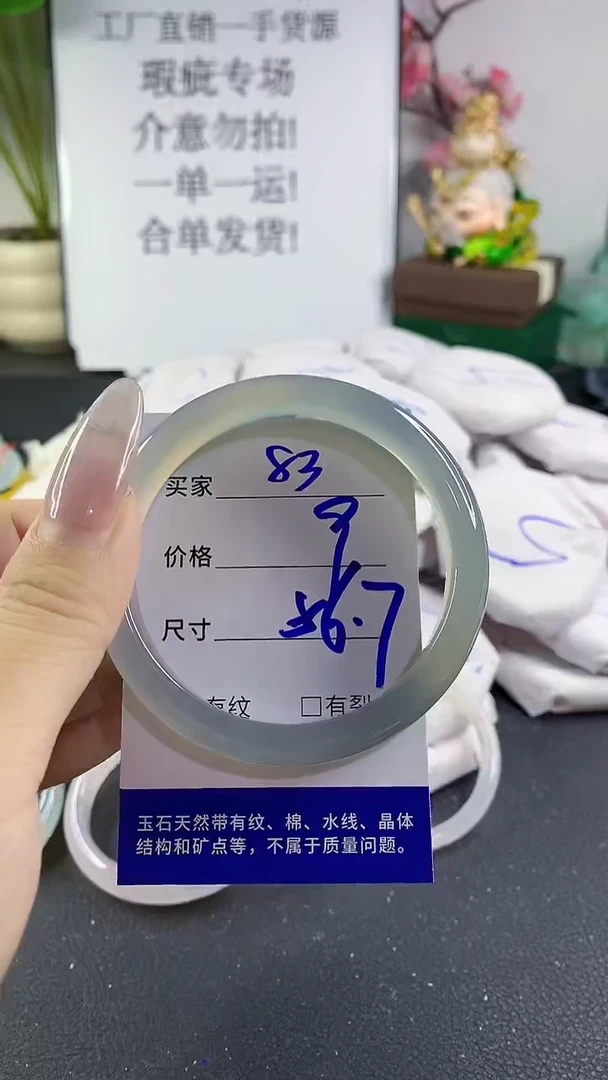 工厂直销一手货源
瑕疵专场
介意勿拍!
一单一运!
合单发货!
买家 83
价格
尺寸 56.7
有纹 □有裂
玉石天然带有纹、棉、水线、晶体
结构和矿点等，不属于质量问题。